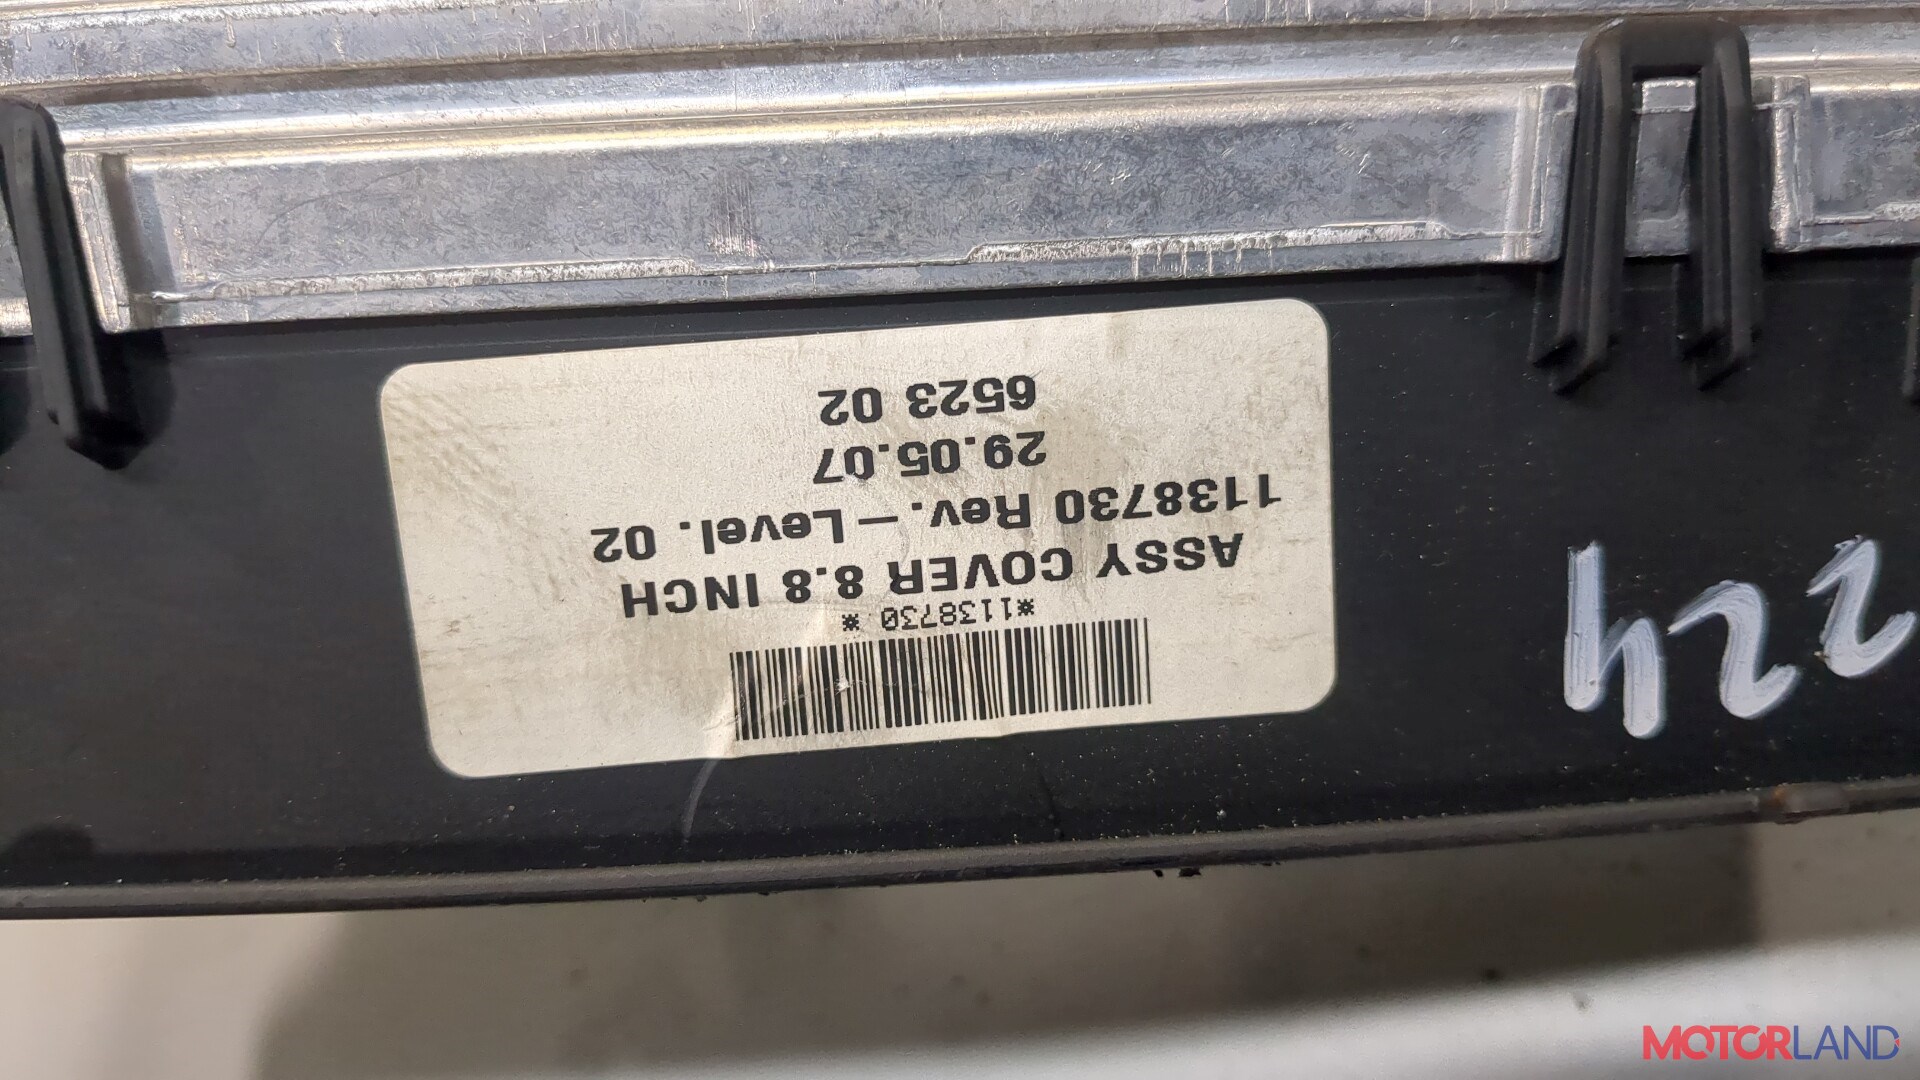 *1138730 *
ASSY COVER 8.8 INCH
1138730 Rev.-Level. 02
29.05.07
6523 02
224
MOTORLAND